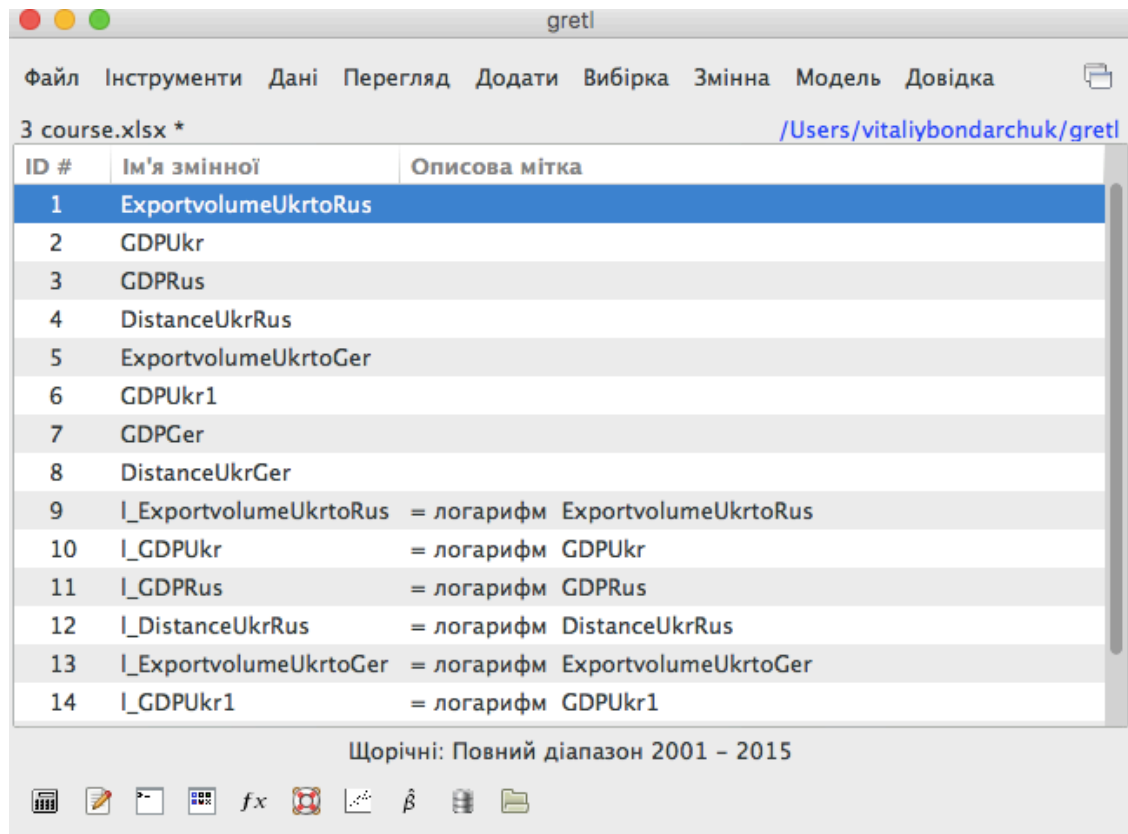 gretl
Файл Інструменти Дані Перегляд Додати Вибірка Змінна Модель Довідка
3 course.xlsx * /Users/vitaliybondarchuk/gretl
ID # Ім'я змінної Описова мітка
1 ExportvolumeUkrtoRus
2 GDPUkr
3 GDPRus
4 DistanceUkrRus
5 ExportvolumeUkrtoGer
6 GDPUkr1
7 GDPGer
8 DistanceUkrGer
9 l_ExportvolumeUkrtoRus = логарифм ExportvolumeUkrtoRus
10 l_GDPUkr = логарифм GDPUkr
11 l_GDPRus = логарифм GDPRus
12 l_DistanceUkrRus = логарифм DistanceUkrRus
13 l_ExportvolumeUkrtoGer = логарифм ExportvolumeUkrtoGer
14 l_GDPUkr1 = логарифм GDPUkr1
Щорічні: Повний діапазон 2001 – 2015
fx β̂